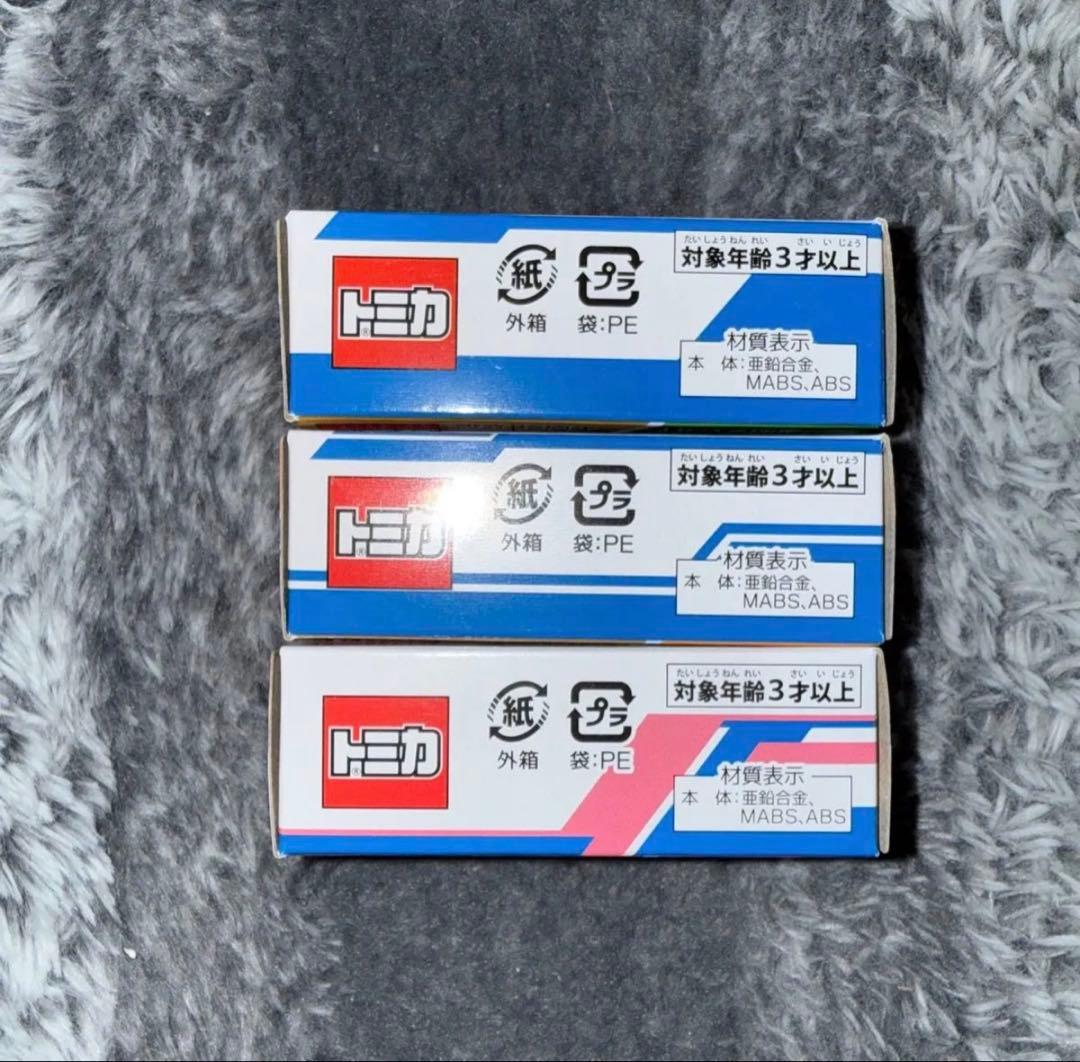 トミカ
®
紙
外箱
プラ
袋:PE
たいしょうねんれい さいいじょう
対象年齢3才以上
材質表示
本 体:亜鉛合金、
MABS、ABS
トミカ
®
紙
外箱
プラ
袋:PE
たいしょうねんれい さいいじょう
対象年齢3才以上
材質表示
本 体:亜鉛合金、
MABS、ABS
トミカ
®
紙
外箱
プラ
袋:PE
たいしょうねんれい さいいじょう
対象年齢3才以上
材質表示
本 体:亜鉛合金、
MABS、ABS